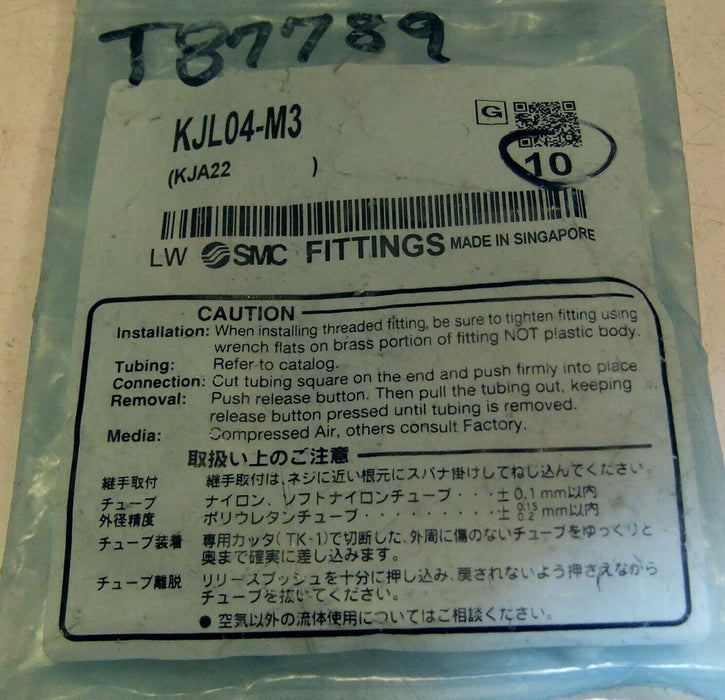 T87789
KJL04-M3
G
(KJA22 )
10
LW SMC FITTINGS MADE IN SINGAPORE
CAUTION
Installation: When installing threaded fitting, be sure to tighten fitting using
wrench flats on brass portion of fitting NOT plastic body.
Tubing: Refer to catalog.
Connection: Cut tubing square on the end and push firmly into place.
Removal: Push release button. Then pull the tubing out, keeping
release button pressed until tubing is removed.
Media: Compressed Air, others consult Factory.
取扱い上のご注意
継手取付 継手取付は、ネジに近い根元にスパナ掛けしてねじ込んでください。
チューブ ナイロン、ソフトナイロンチューブ・・・± 0.1 mm以内
外径精度 ポリウレタンチューブ・・・・・・・・・± 0.15 0.2 mm以内
チューブ装着 専用カッタ( TK-1)で切断した、外周に傷のないチューブをゆっくりと
奥まで確実に差し込みます。
チューブ離脱 リリースプッシュを十分に押し込み、戻されないよう押さえながら
チューブを抜いてください。
● 空気以外の流体使用についてはご相談ください。